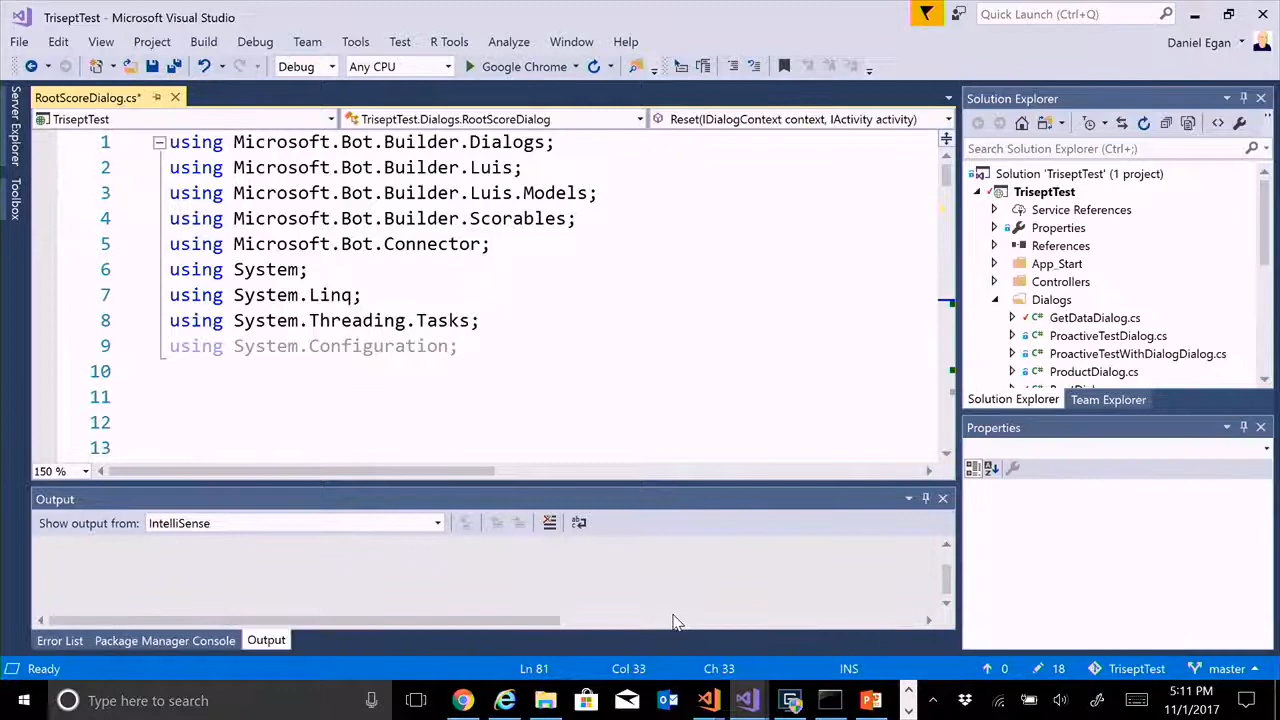 TriseptTest - Microsoft Visual Studio
Quick Launch (Ctrl+;)
File Edit View Project Build Debug Team Tools Test R Tools Analyze Window Help
Daniel Egan
Debug Any CPU Google Chrome
Server Explorer
Toolbox
RootScoreDialog.cs*
TriseptTest TriseptTest.Dialogs.RootScoreDialog Reset(IDialogContext context, IActivity activity)
1 using Microsoft.Bot.Builder.Dialogs;
2 using Microsoft.Bot.Builder.Luis;
3 using Microsoft.Bot.Builder.Luis.Models;
4 using Microsoft.Bot.Builder.Scorables;
5 using Microsoft.Bot.Connector;
6 using System;
7 using System.Linq;
8 using System.Threading.Tasks;
9 using System.Configuration;
10
11
12
13
150 %
Solution Explorer
Search Solution Explorer (Ctrl+;)
Solution 'TriseptTest' (1 project)
TriseptTest
Service References
Properties
References
App_Start
Controllers
Dialogs
GetDataDialog.cs
ProactiveTestDialog.cs
ProactiveTestWithDialogDialog.cs
ProductDialog.cs
Solution Explorer Team Explorer
Properties
Output
Show output from: IntelliSense
Error List Package Manager Console Output
Ready Ln 81 Col 33 Ch 33 INS 0 18 TriseptTest master
Type here to search
5:11 PM
11/1/2017